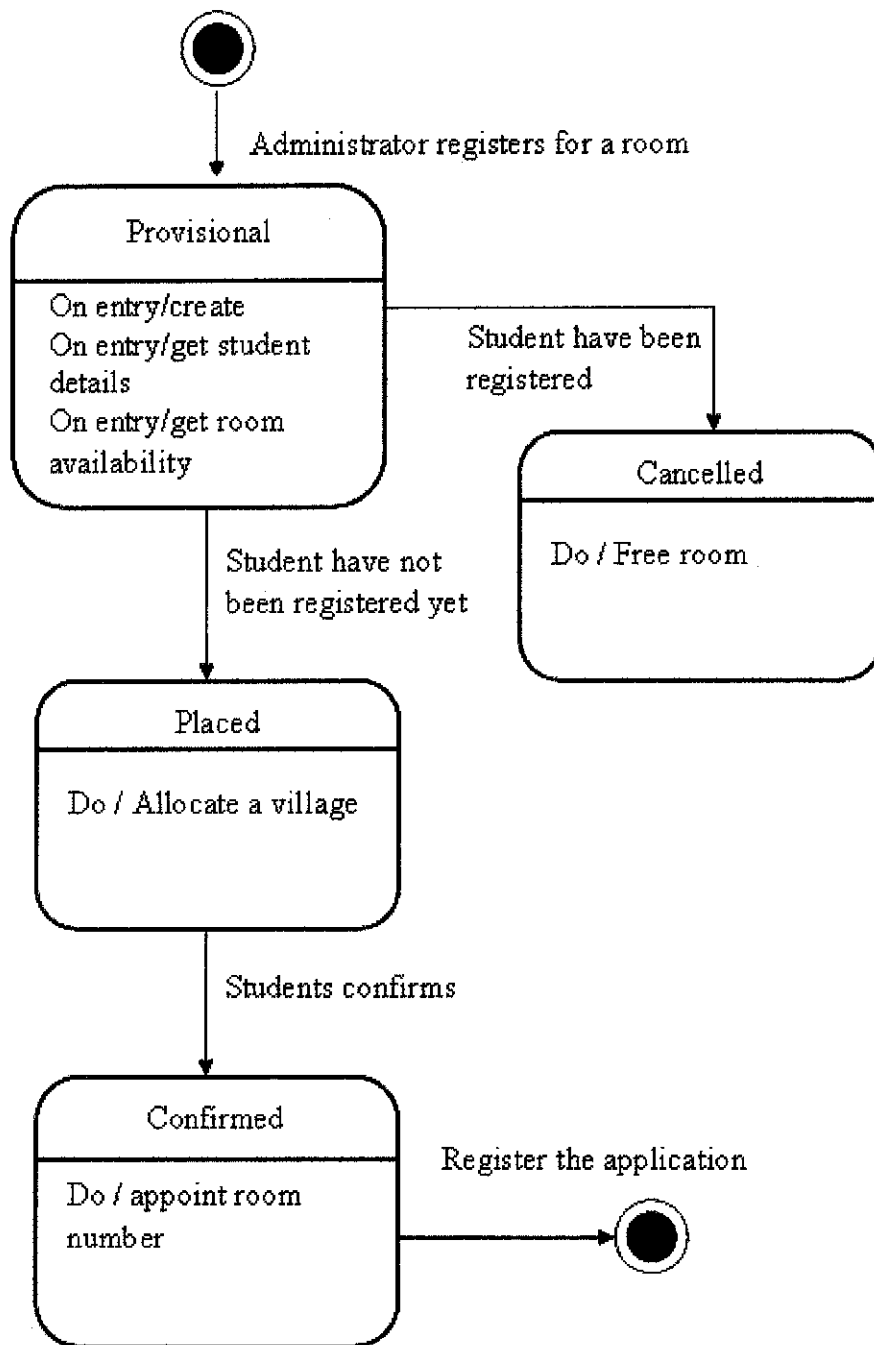 Administrator registers for a room
Provisional
On entry/create
On entry/get student
details
On entry/get room
availability
Student have been
registered
Cancelled
Do / Free room
Student have not
been registered yet
Placed
Do / Allocate a village
Students confirms
Confirmed
Do / appoint room
number
Register the application